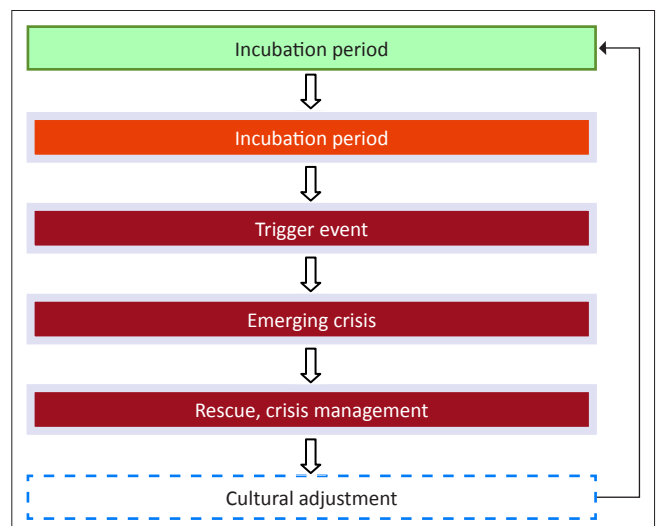 Incubation period
Incubation period
Trigger event
Emerging crisis
Rescue, crisis management
Cultural adjustment